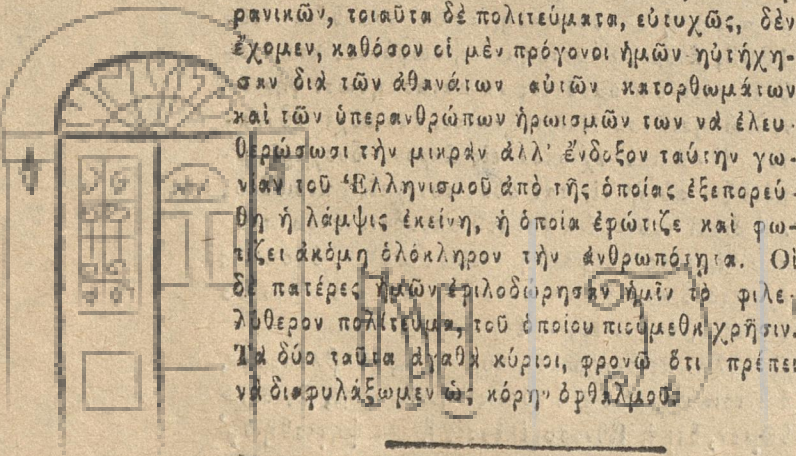 ρανικῶν, τοιαῦτα δὲ πολιτεύματα, εὐτυχῶς, δὲν
ἔχομεν, καθόσον οἱ μὲν πρόγονοι ἡμῶν ηὐτύχη-
σαν διὰ τῶν ἀθανάτων αὐτῶν κατορθωμάτων
καὶ τῶν ὑπερανθρώπων ἡρωισμῶν των νὰ ἐλευ-
θερώσωσι τὴν μικρὰν ἀλλ' ἔνδοξον ταύτην γω-
νίαν τοῦ Ἑλληνισμοῦ ἀπὸ τῆς ὁποίας ἐξεπορεύ-
θη ἡ λάμψις ἐκείνη, ἡ ὁποία ἐφώτιζε καὶ φω-
τίζει ἀκόμη ὁλόκληρον τὴν ἀνθρωπότητα. Οἱ
δὲ πατέρες ἡμῶν ἐφιλοδώρησαν ἡμῖν τὸ φιλε-
λεύθερον πολίτευμα, τοῦ ὁποίου ποιούμεθα χρῆσιν.
Τὰ δύο ταῦτα ἀγαθὰ κύριοι, φρονῶ ὅτι πρέπει
νὰ διαφυλάξωμεν ὡς κόρην ὀφθαλμοῦ.